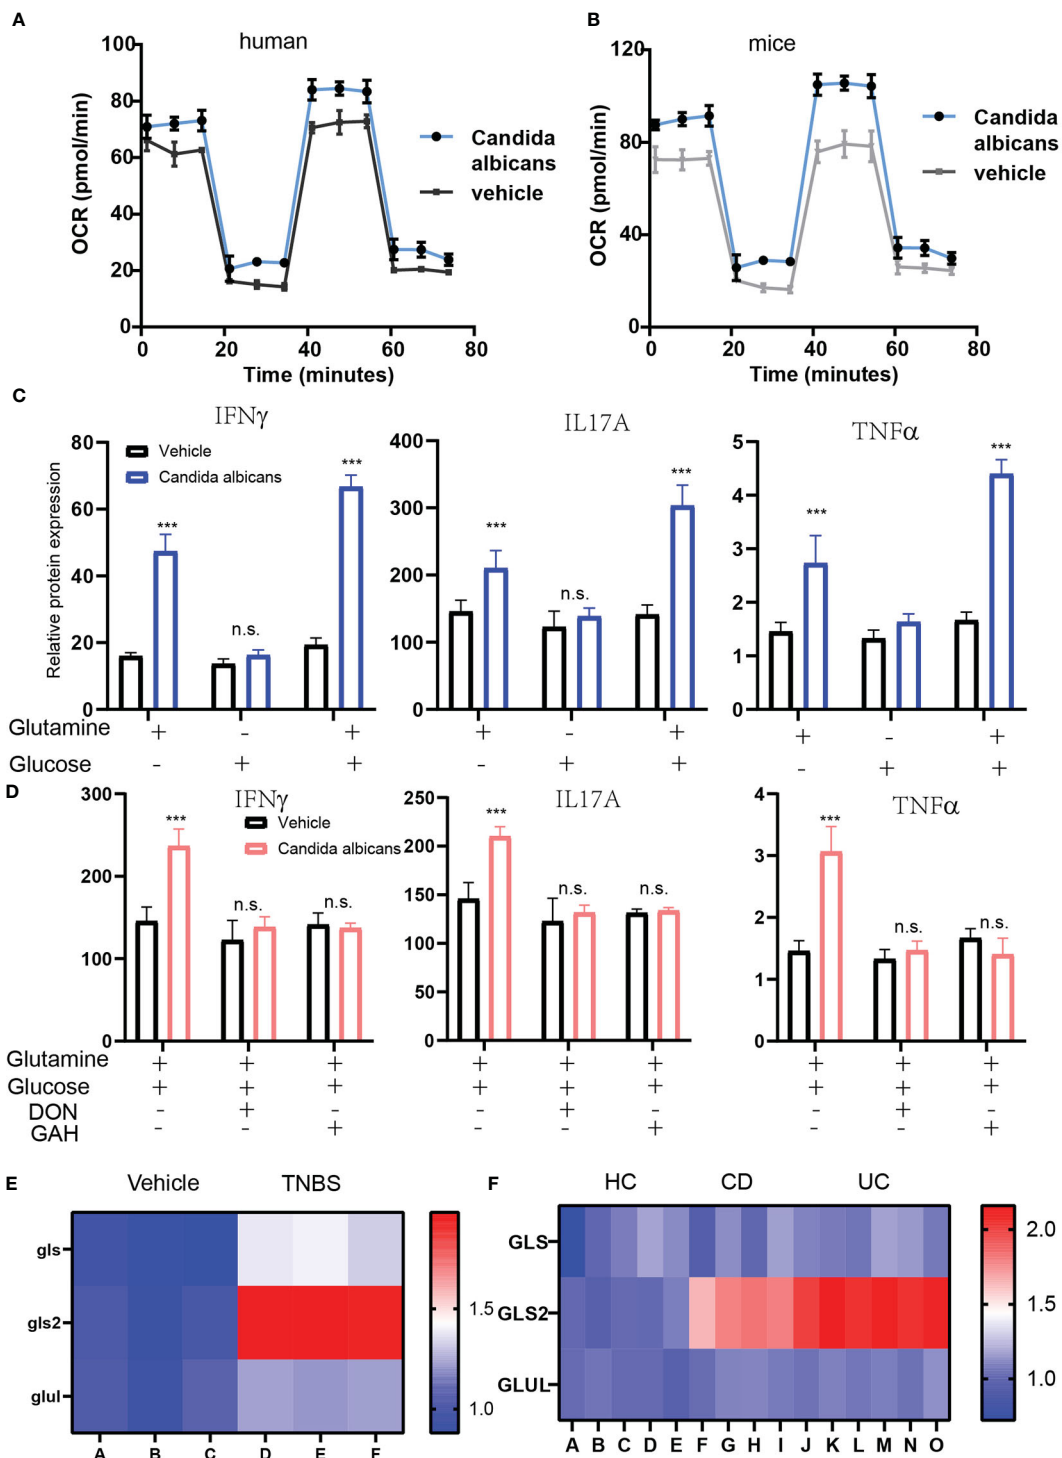 A
human
100
80
60
40
20
0
OCR (pmol/min)
0 20 40 60 80
Time (minutes)
Candida
albicans
vehicle
B
mice
120
80
40
0
OCR (pmol/min)
0 20 40 60 80
Time (minutes)
Candida
albicans
vehicle
C
IFNγ
Vehicle
Candida albicans
80
60
40
20
0
Relative protein expression
*** n.s. ***
IL17A
400
300
200
100
0
*** n.s. ***
TNFα
5
4
3
2
1
0
*** ***
Glutamine + - + + - + + - +
Glucose - + + - + + - + +
D
IFNγ
Vehicle
Candida albicans
300
200
100
0
*** n.s. n.s.
IL17A
250
200
150
100
50
0
*** n.s. n.s.
TNFα
4
3
2
1
0
*** n.s. n.s.
Glutamine + + + + + + + + +
Glucose + + + + + + + + +
DON - + - - + - - + -
GAH - - + - - + - - +
E
Vehicle TNBS
gls
gls2
glul
A B C D E F
1.5
1.0
F
HC CD UC
GLS
GLS2
GLUL
A B C D E F G H I J K L M N O
2.0
1.5
1.0